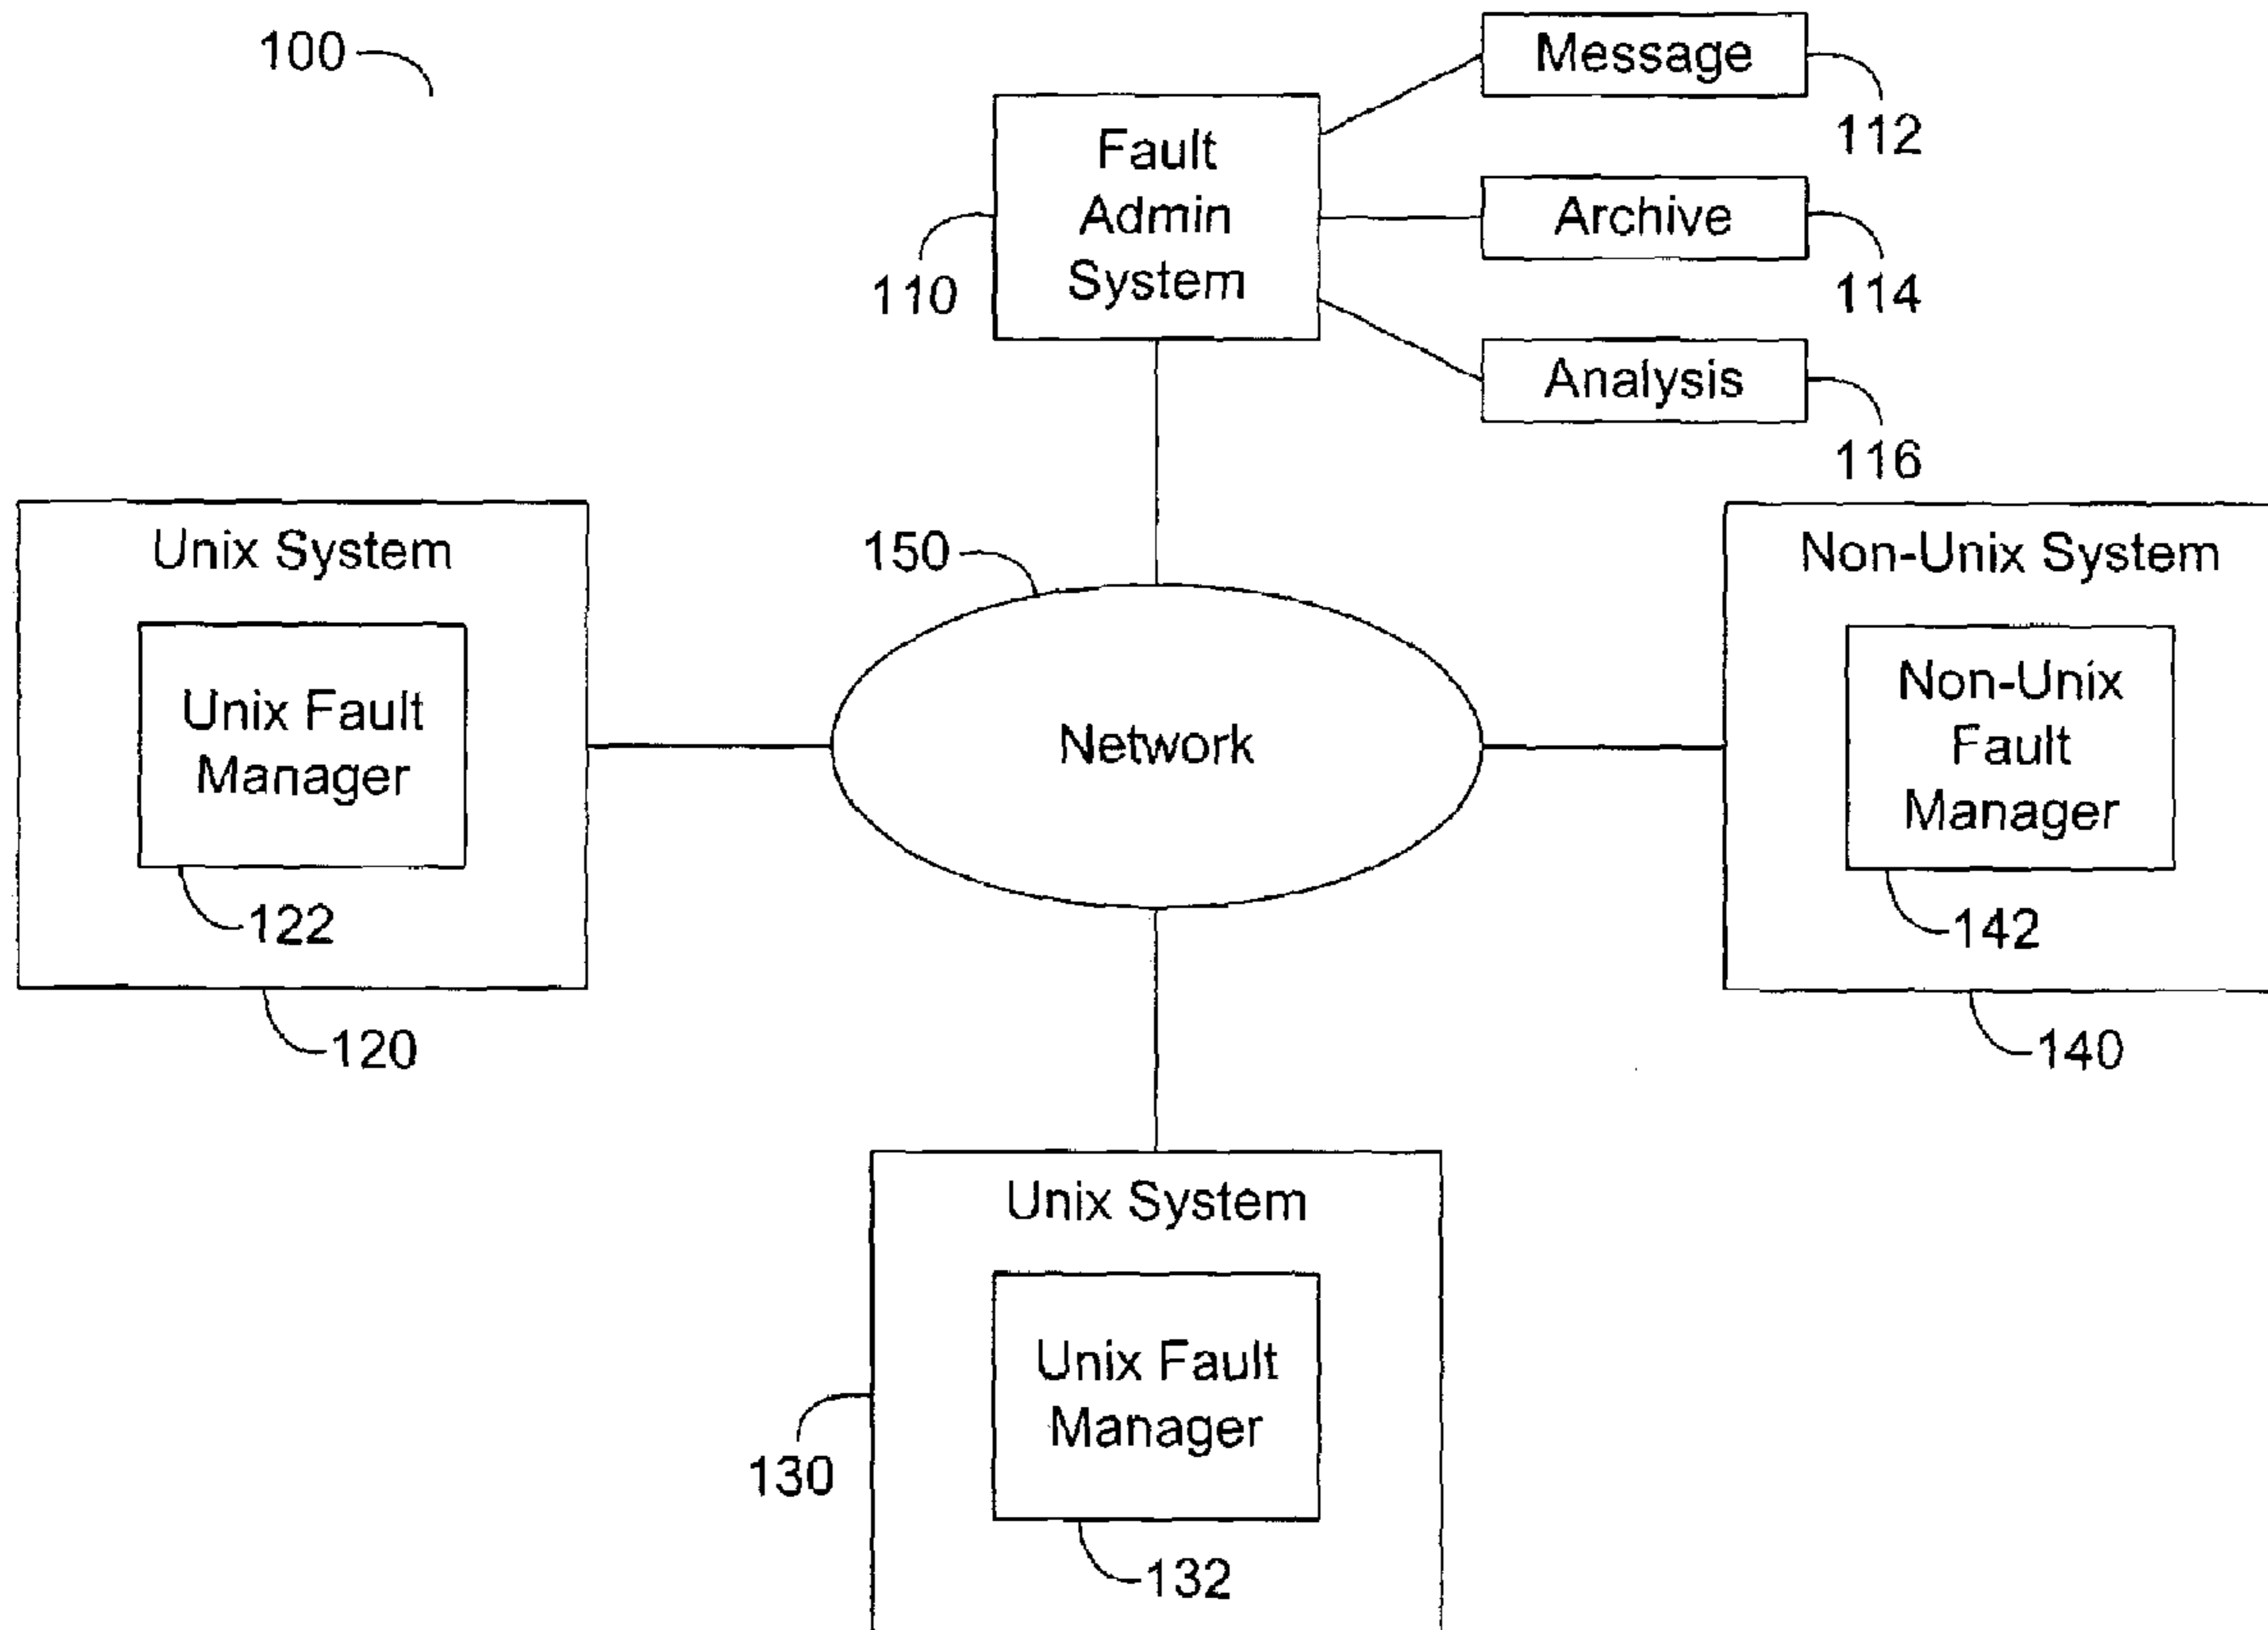 100
Message
112
Fault
Admin
System
110
Archive
114
Analysis
116
Unix System
Unix Fault
Manager
122
120
150
Network
Non-Unix System
Non-Unix
Fault
Manager
142
140
Unix System
Unix Fault
Manager
130
132